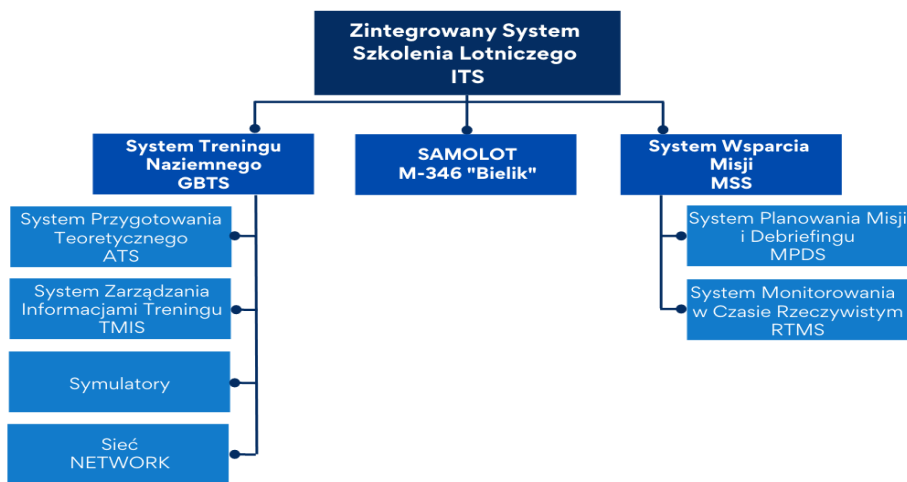 Zintegrowany System
Szkolenia Lotniczego
ITS
System Treningu
Naziemnego
GBTS
SAMOLOT
M-346 "Bielik"
System Wsparcia
Misji
MSS
System Przygotowania
Teoretycznego
ATS
System Zarządzania
Informacjami Treningu
TMIS
Symulatory
Sieć
NETWORK
System Planowania Misji
i Debriefingu
MPDS
System Monitorowania
w Czasie Rzeczywistym
RTMS